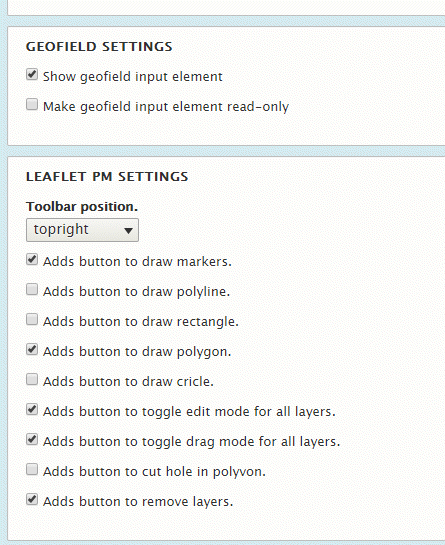 GEOFIELD SETTINGS
Show geofield input element
Make geofield input element read-only
LEAFLET PM SETTINGS
Toolbar position.
topright
Adds button to draw markers.
Adds button to draw polyline.
Adds button to draw rectangle.
Adds button to draw polygon.
Adds button to draw cricle.
Adds button to toggle edit mode for all layers.
Adds button to toggle drag mode for all layers.
Adds button to cut hole in polyvon.
Adds button to remove layers.